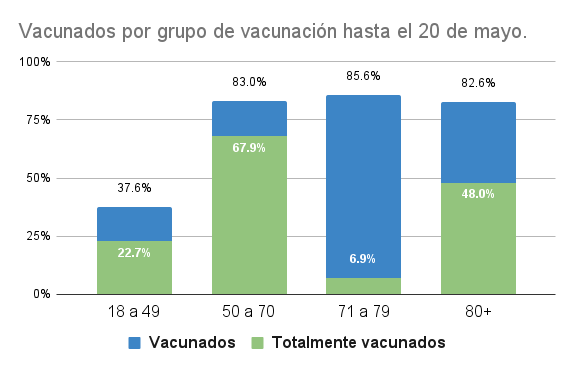 Vacunados por grupo de vacunación hasta el 20 de mayo.
100%
75%
50%
25%
0%
37.6%
22.7%
83.0%
67.9%
85.6%
6.9%
82.6%
48.0%
18 a 49
50 a 70
71 a 79
80+
Vacunados
Totalmente vacunados